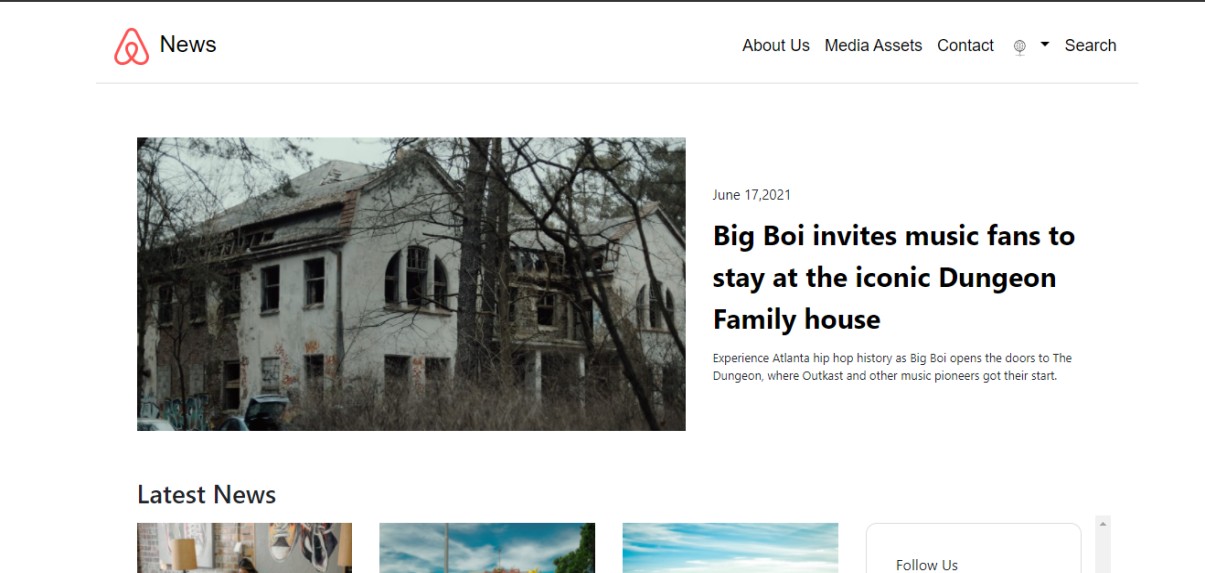 News
About Us Media Assets Contact Search
June 17,2021
Big Boi invites music fans to
stay at the iconic Dungeon
Family house
Experience Atlanta hip hop history as Big Boi opens the doors to The
Dungeon, where Outkast and other music pioneers got their start.
Latest News
Follow Us